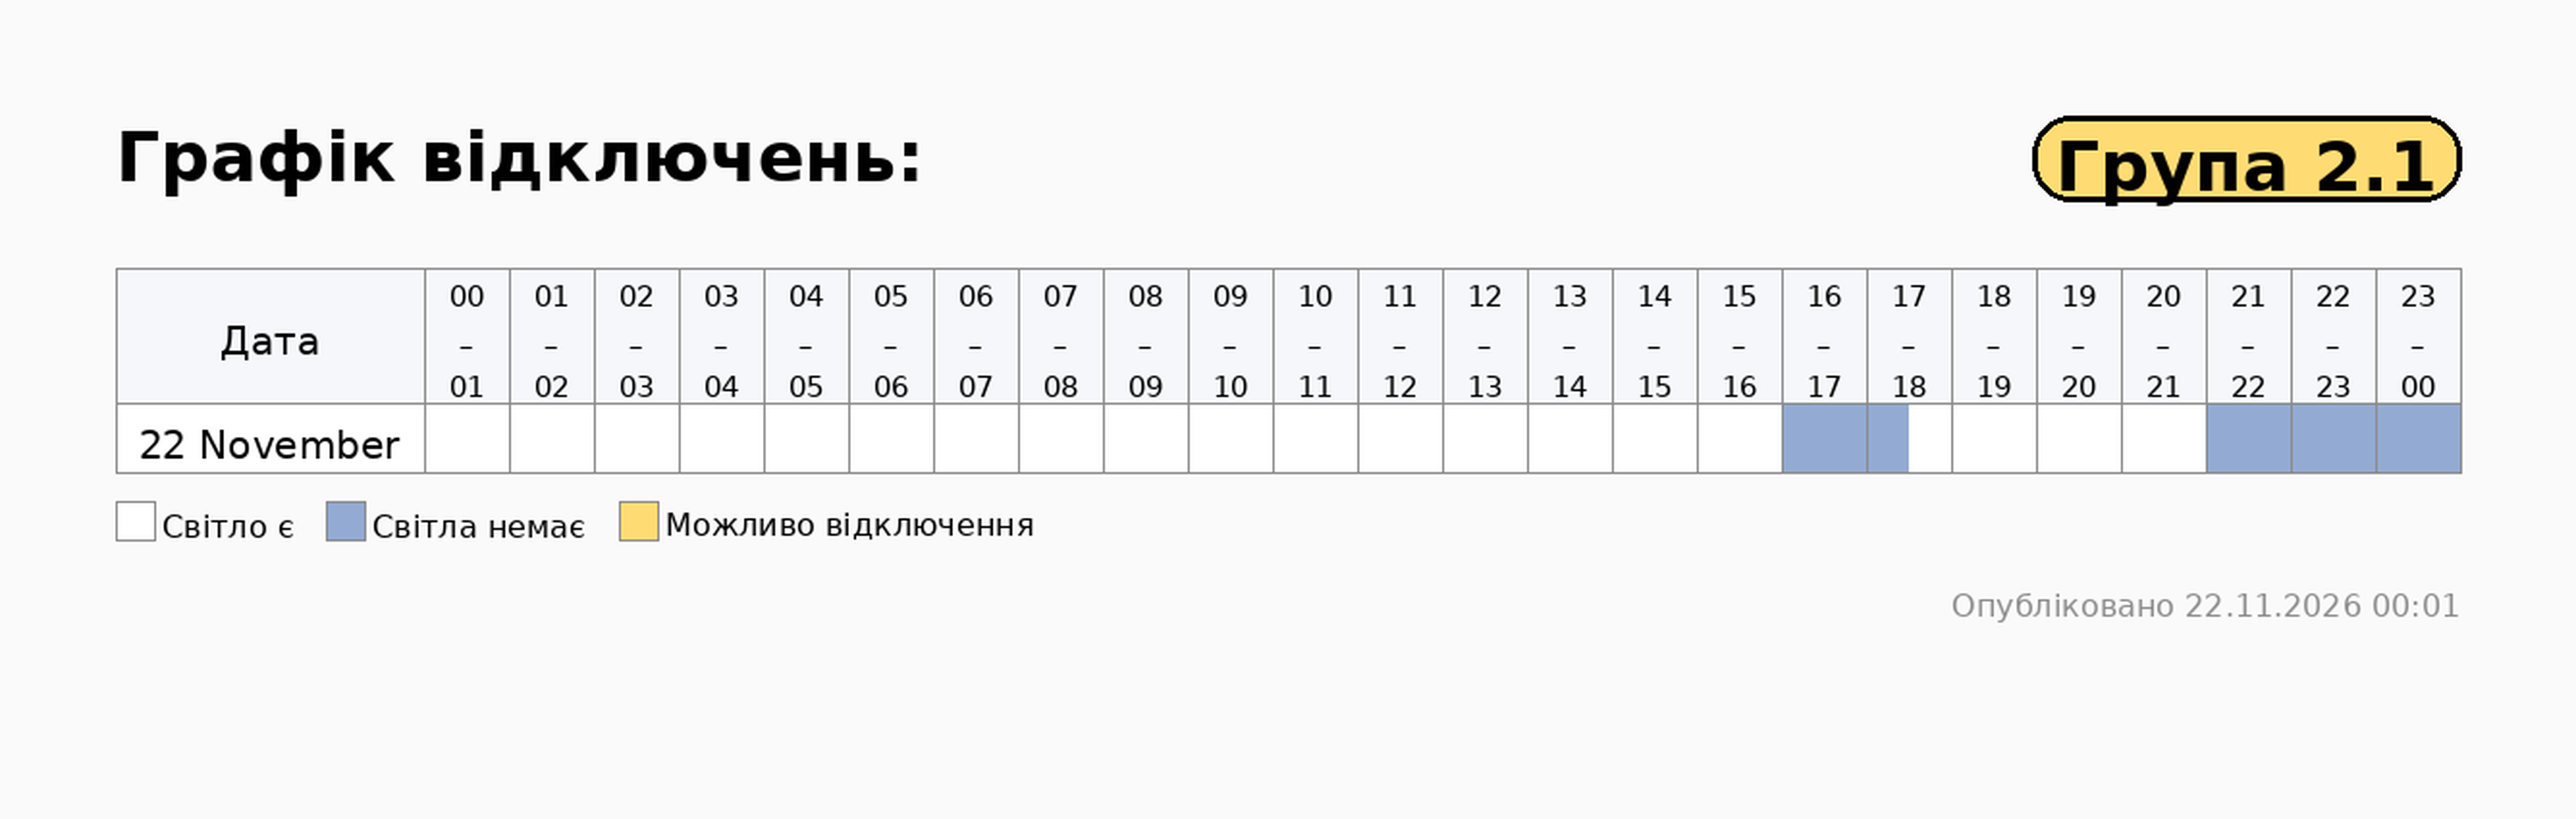 Графік відключень:
Група 2.1
Дата
00 – 01
01 – 02
02 – 03
03 – 04
04 – 05
05 – 06
06 – 07
07 – 08
08 – 09
09 – 10
10 – 11
11 – 12
12 – 13
13 – 14
14 – 15
15 – 16
16 – 17
17 – 18
18 – 19
19 – 20
20 – 21
21 – 22
22 – 23
23 – 00
22 November
Світло є
Світла немає
Можливо відключення
Опубліковано 22.11.2026 00:01